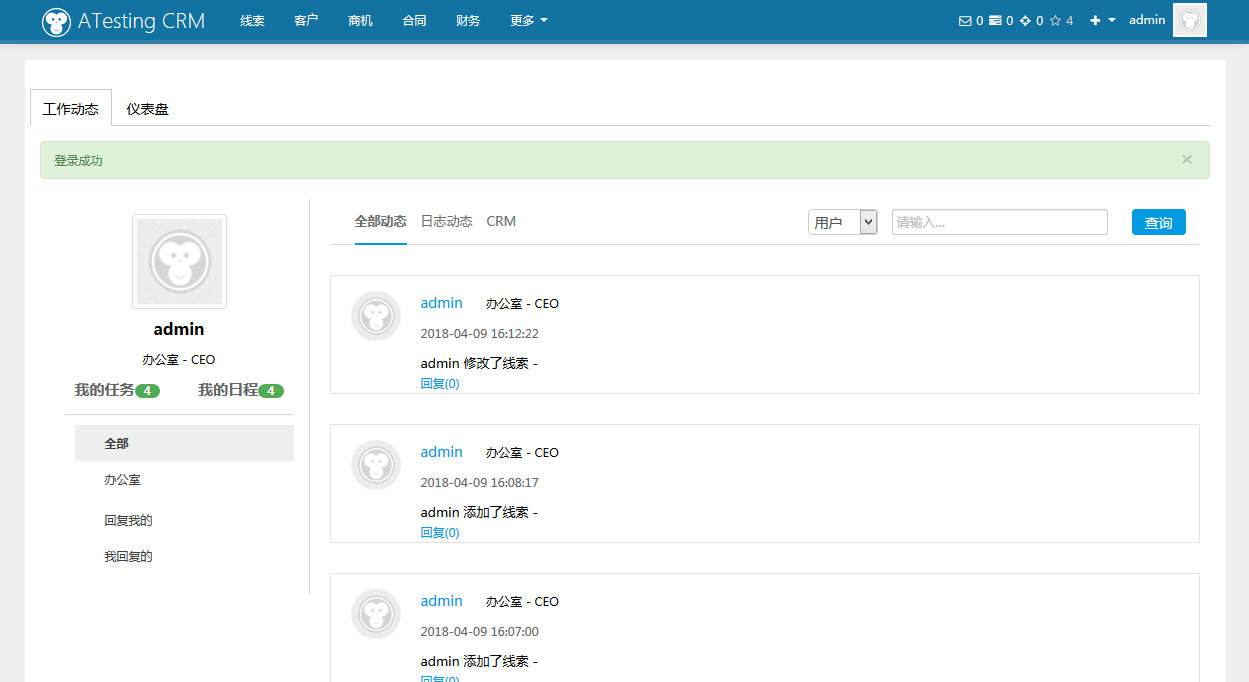 ATesting CRM 线索 客户 商机 合同 财务 更多 0 0 0 4 admin
工作动态 仪表盘
登录成功 ×
admin
办公室 - CEO
我的任务 4 我的日程 4
全部
办公室
回复我的
我回复的
全部动态 日志动态 CRM 用户 请输入... 查询
admin 办公室 - CEO
2018-04-09 16:12:22
admin 修改了线索 -
回复(0)
admin 办公室 - CEO
2018-04-09 16:08:17
admin 添加了线索 -
回复(0)
admin 办公室 - CEO
2018-04-09 16:07:00
admin 添加了线索 -
回复(0)